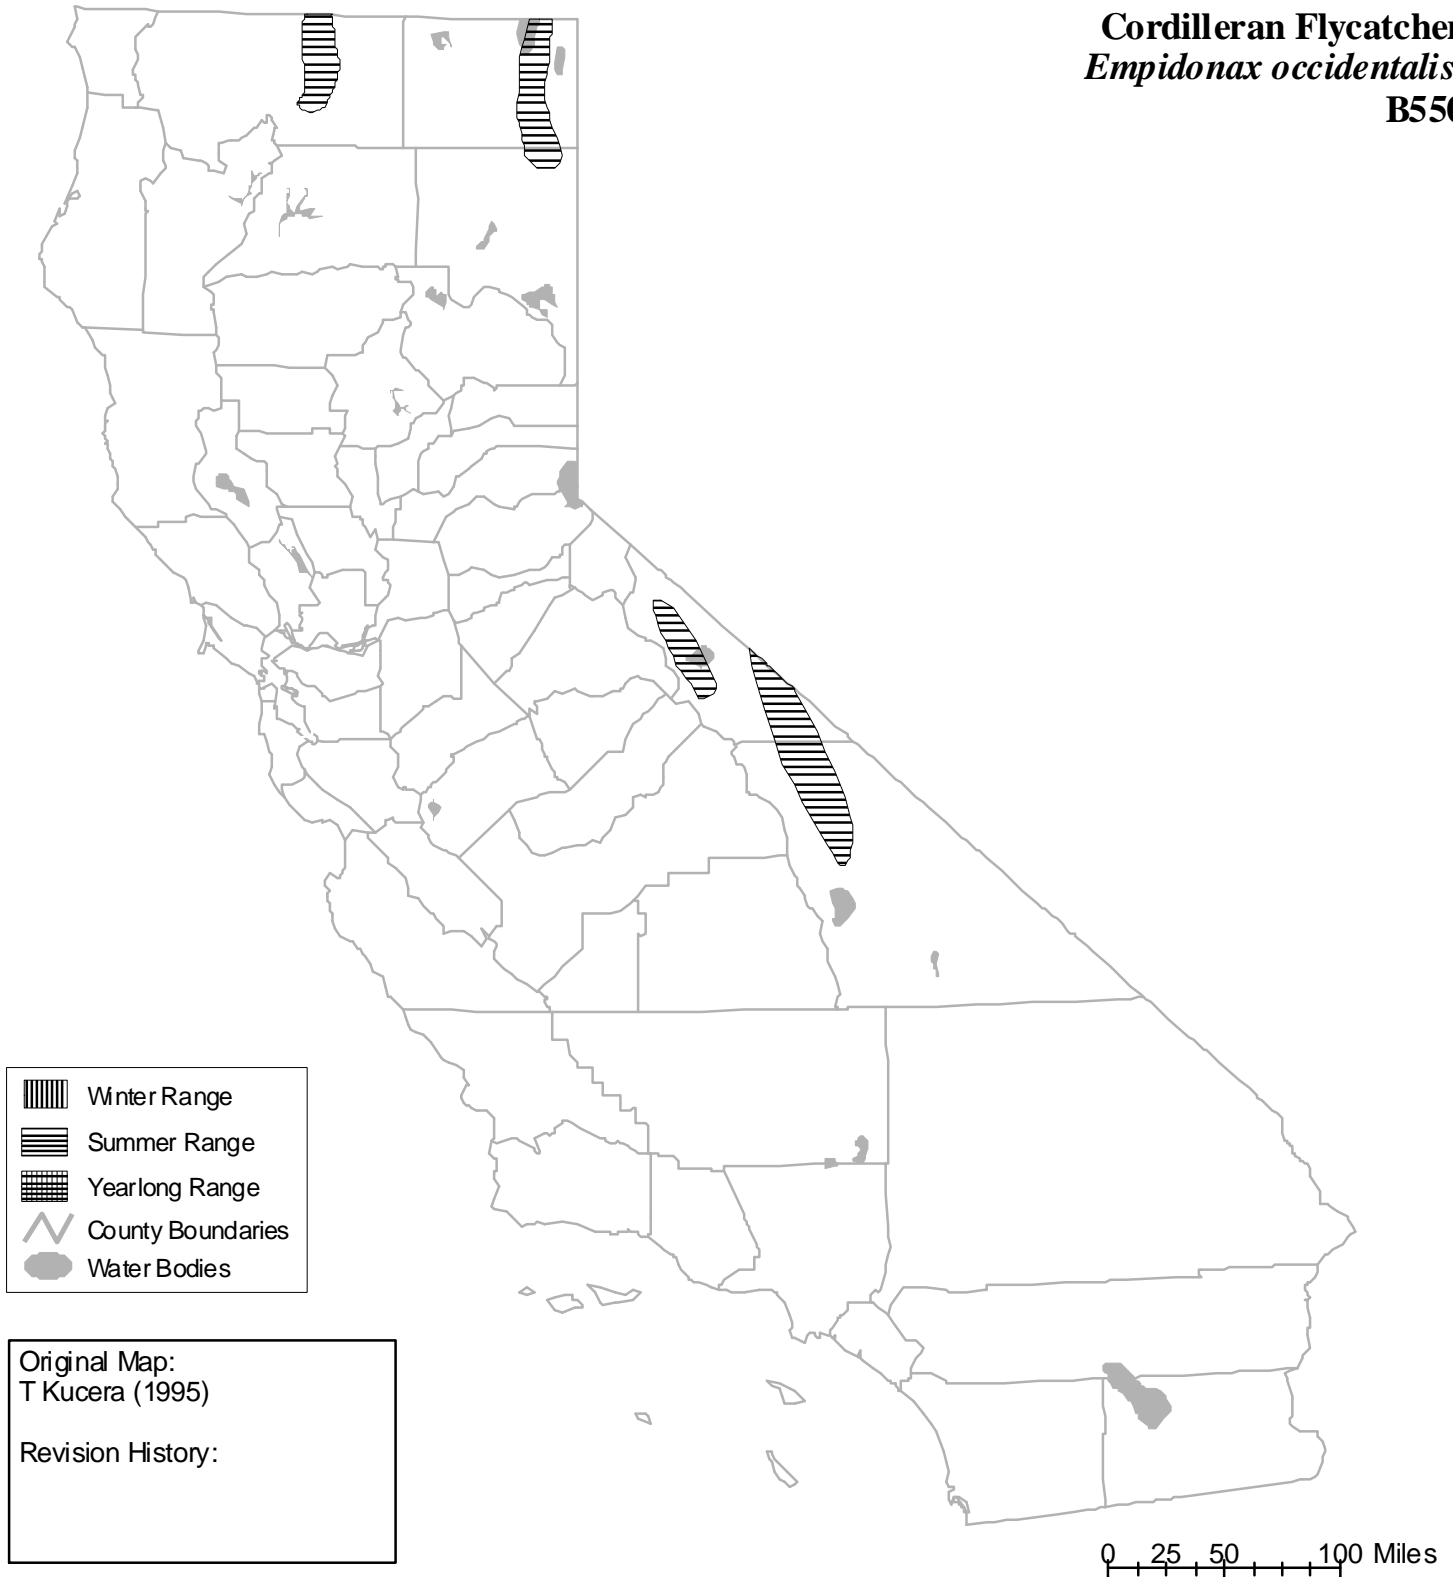 Cordilleran Flycatcher
Empidonax occidentalis
B550
Winter Range
Summer Range
Yearlong Range
County Boundaries
Water Bodies
Original Map:
T Kucera (1995)
Revision History:
0 25 50 100 Miles